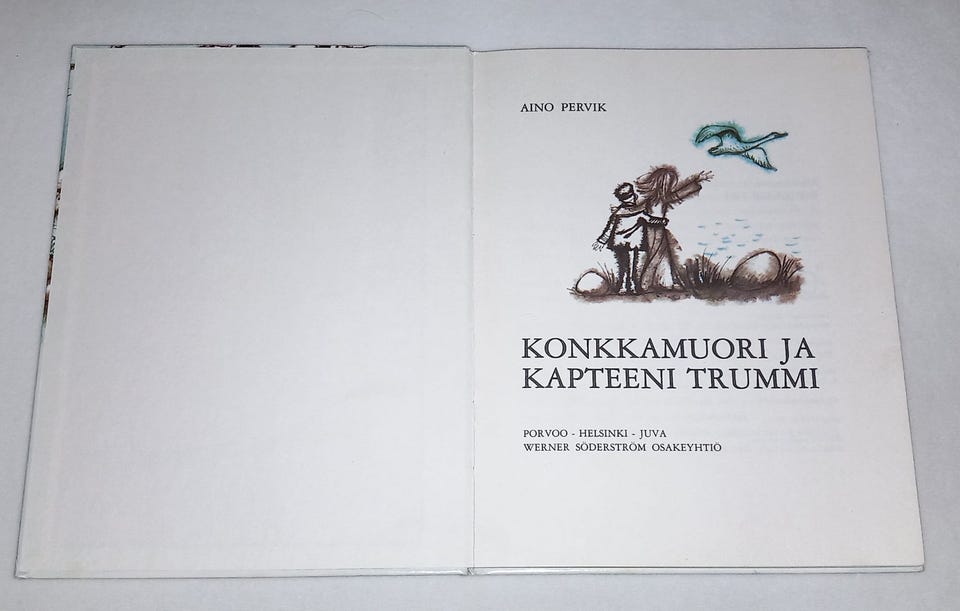 AINO PERVIK
KONKKAMUORI JA
KAPTEENI TRUMMI
PORVOO - HELSINKI - JUVA
WERNER SÖDERSTRÖM OSAKEYHTIÖ